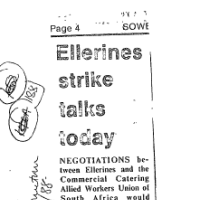 Page 4
SOWE
Ellerines
strike
talks
today
NEGOTIATIONS be-
tween Ellerines and the
Commercial Catering
Allied Workers Union of
South Africa would